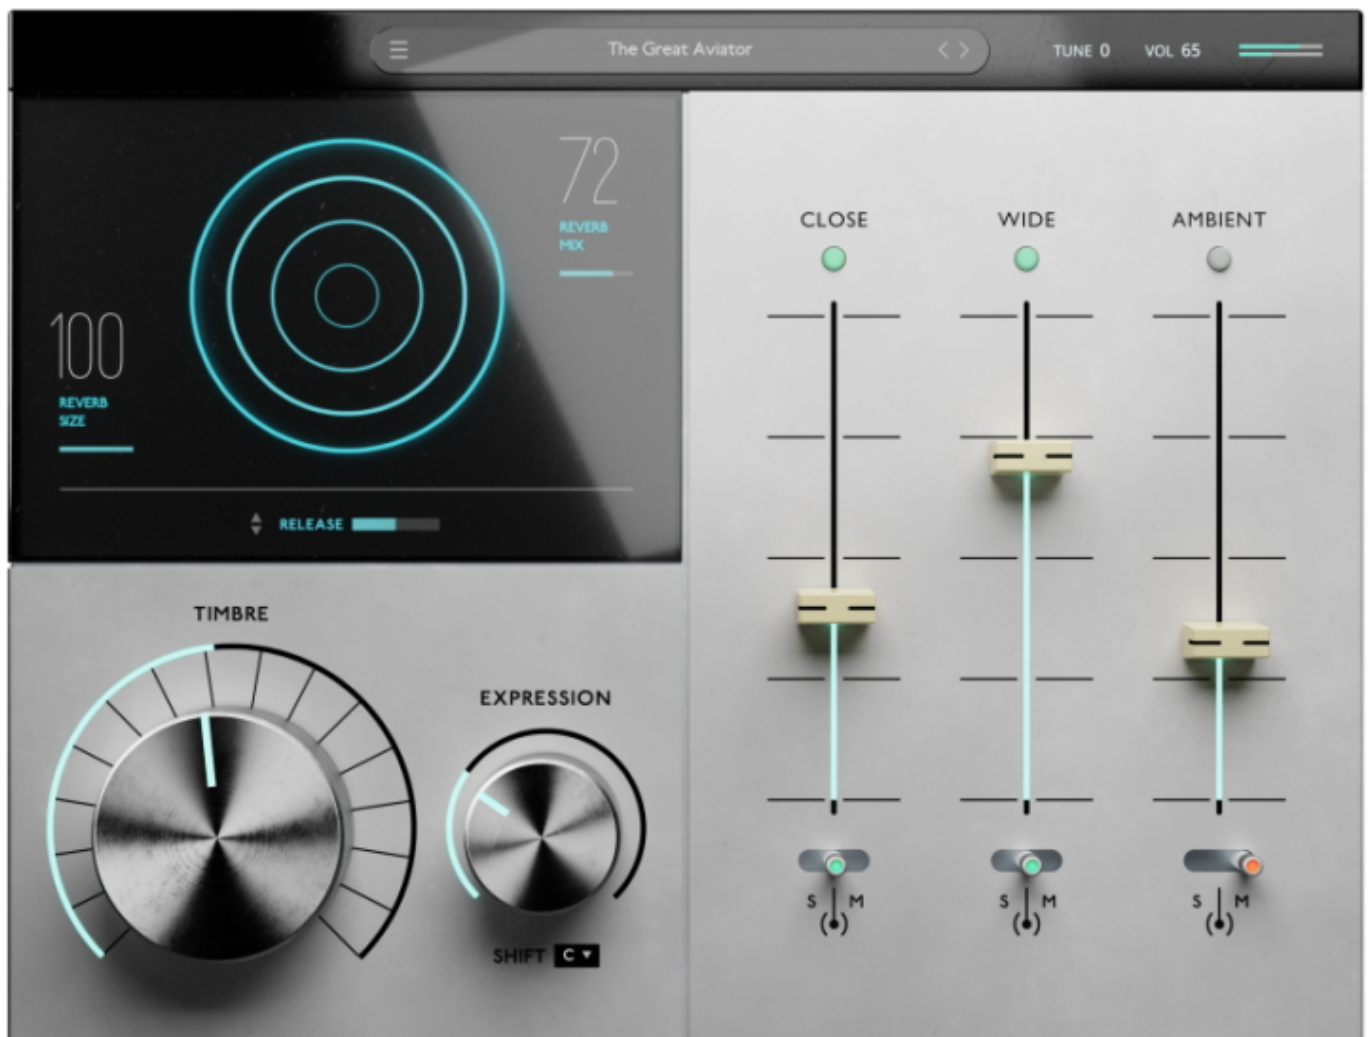 The Great Aviator
TUNE 0 VOL 65
72
REVERB
MIX
100
REVERB
SIZE
RELEASE
CLOSE WIDE AMBIENT
TIMBRE
EXPRESSION
SHIFT C
S M S M S M